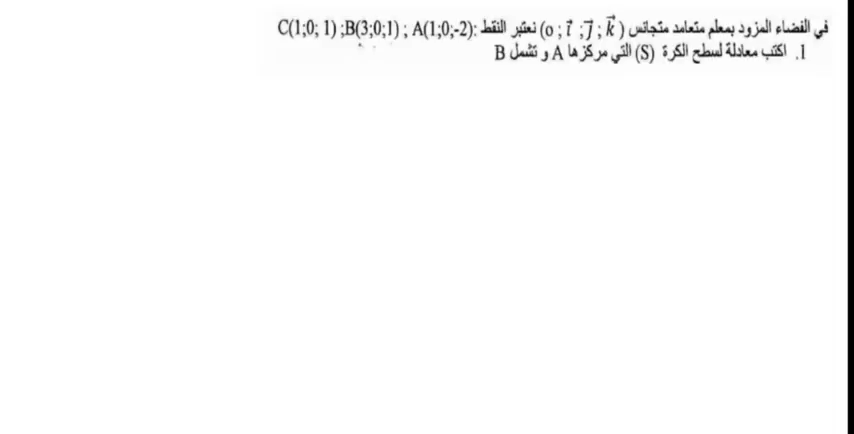 في الفضاء المزود بمعلم متعامد متجانس (o ; i⃗ ; j⃗ ; k⃗) نعتبر النقط :C(1;0; 1) ;B(3;0;1) ; A(1;0;-2)
1. اكتب معادلة لسطح الكرة (S) التي مركزها A و تشمل B